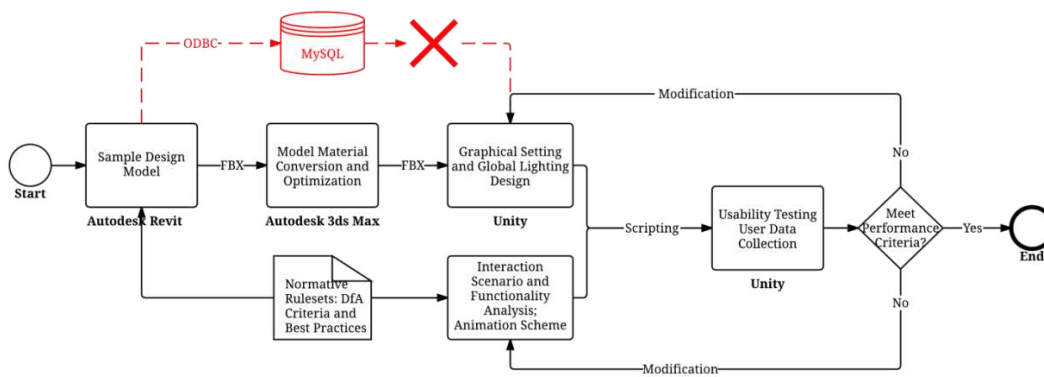 ODBC
MySQL
Modification
Sample Design
Model
FBX
Model Material
Conversion and
Optimization
FBX
Graphical Setting
and Global Lighting
Design
No
Start
Autodesk Revit
Autodesk 3ds Max
Unity
Scripting
Usability Testing
User Data
Collection
Meet
Performance
Criteria?
Yes
End
Unity
Normative
Rulesets: DfA
Criteria and
Best Practices
Interaction
Scenario and
Functionality
Analysis;
Animation Scheme
No
Modification